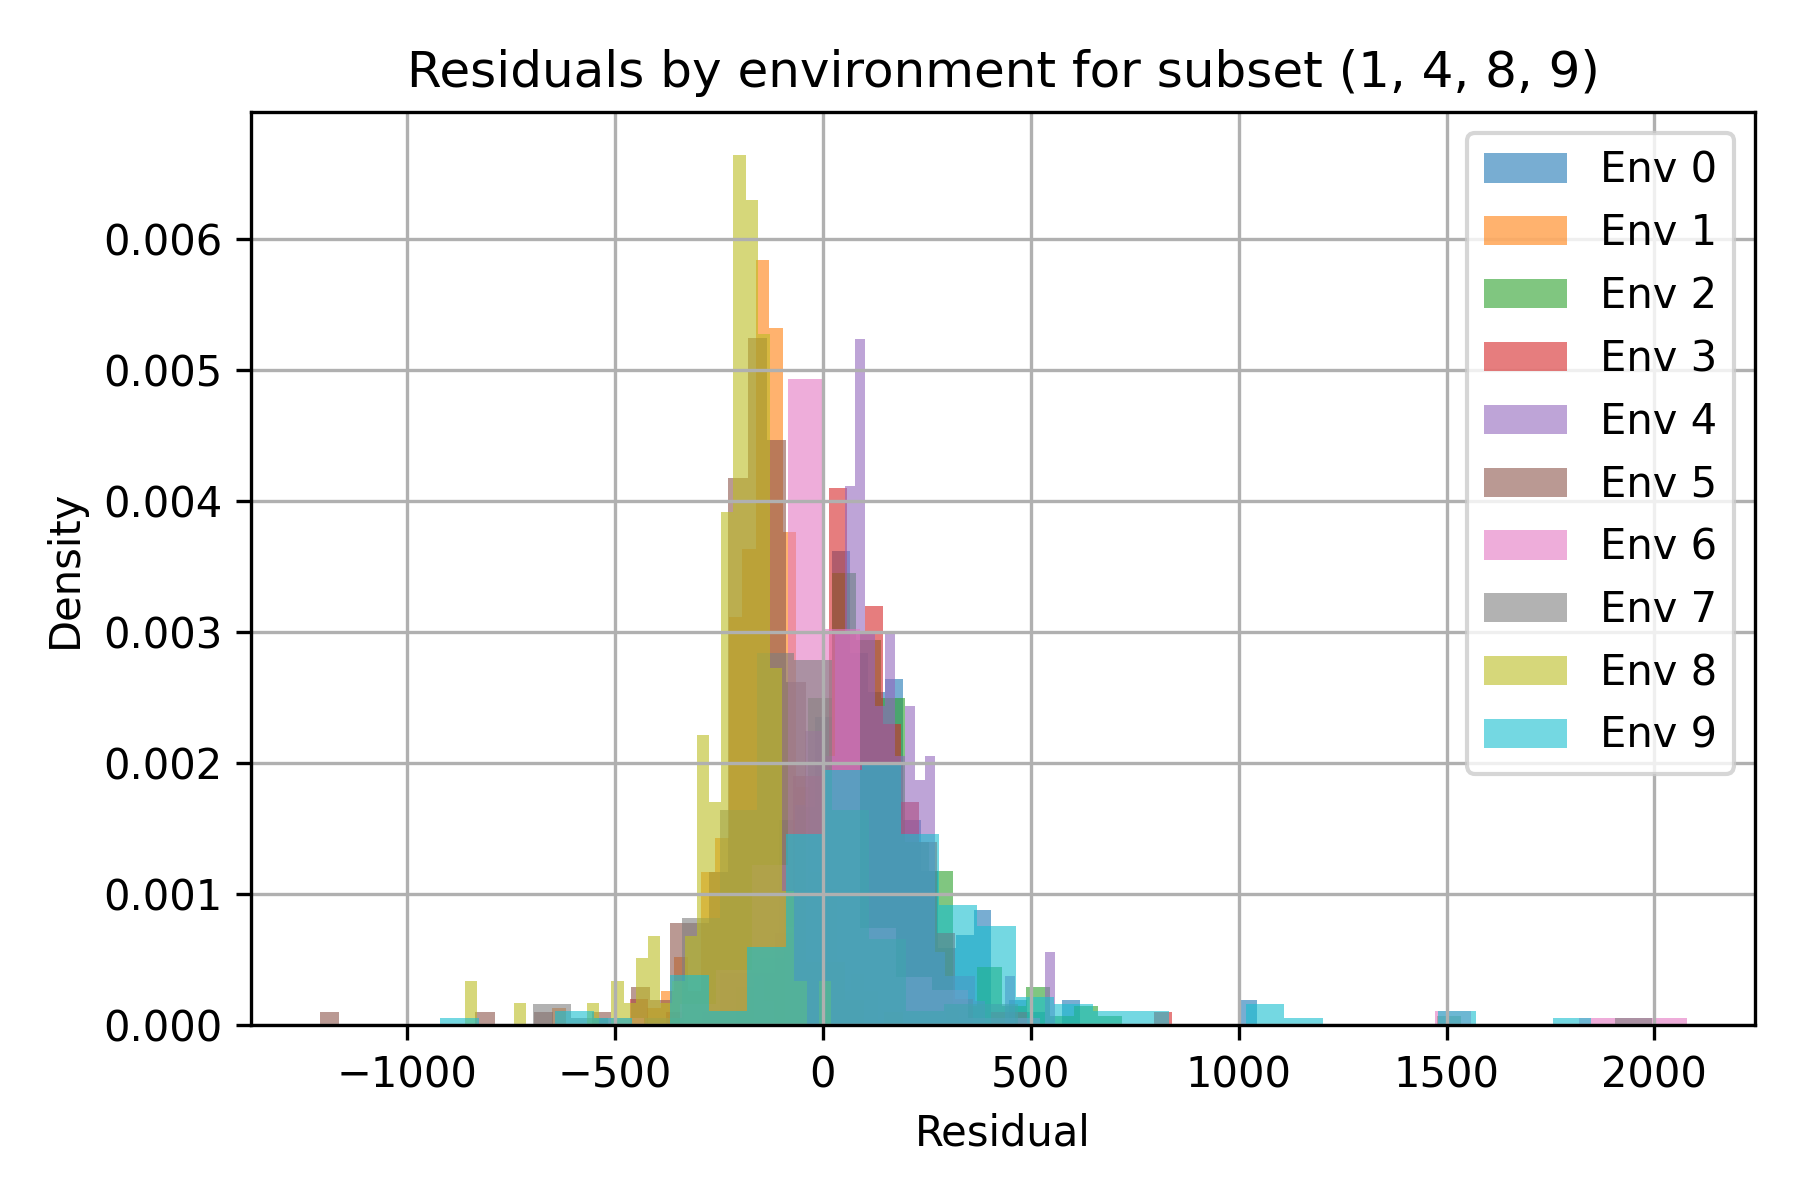 Residuals by environment for subset (1, 4, 8, 9)
Env 0
Env 1
Env 2
Env 3
Env 4
Env 5
Env 6
Env 7
Env 8
Env 9
Density
0.006
0.005
0.004
0.003
0.002
0.001
0.000
−1000 −500 0 500 1000 1500 2000
Residual